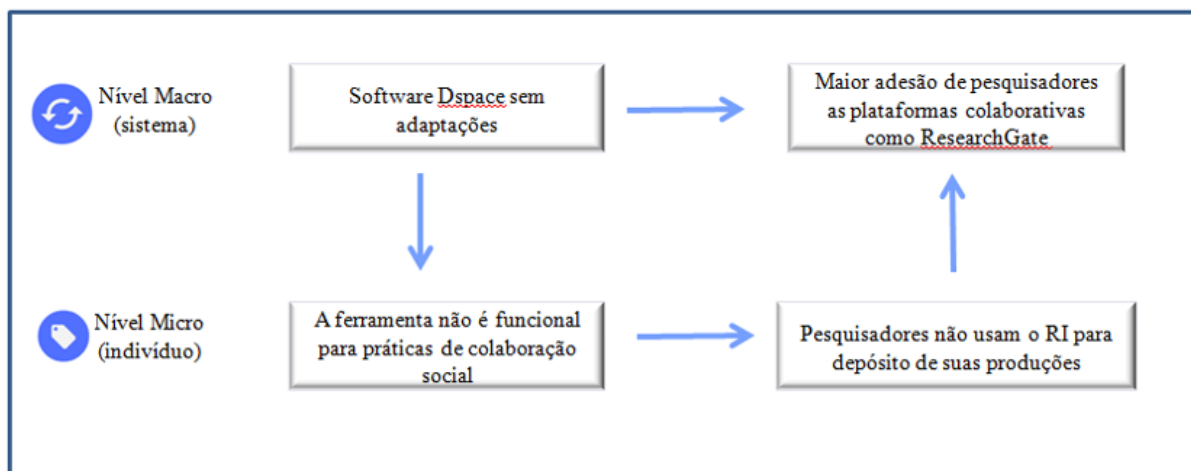 Nível Macro
(sistema)
Software Dspace sem
adaptações
Maior adesão de pesquisadores
as plataformas colaborativas
como ResearchGate
Nível Micro
(indivíduo)
A ferramenta não é funcional
para práticas de colaboração
social
Pesquisadores não usam o RI para
depósito de suas produções